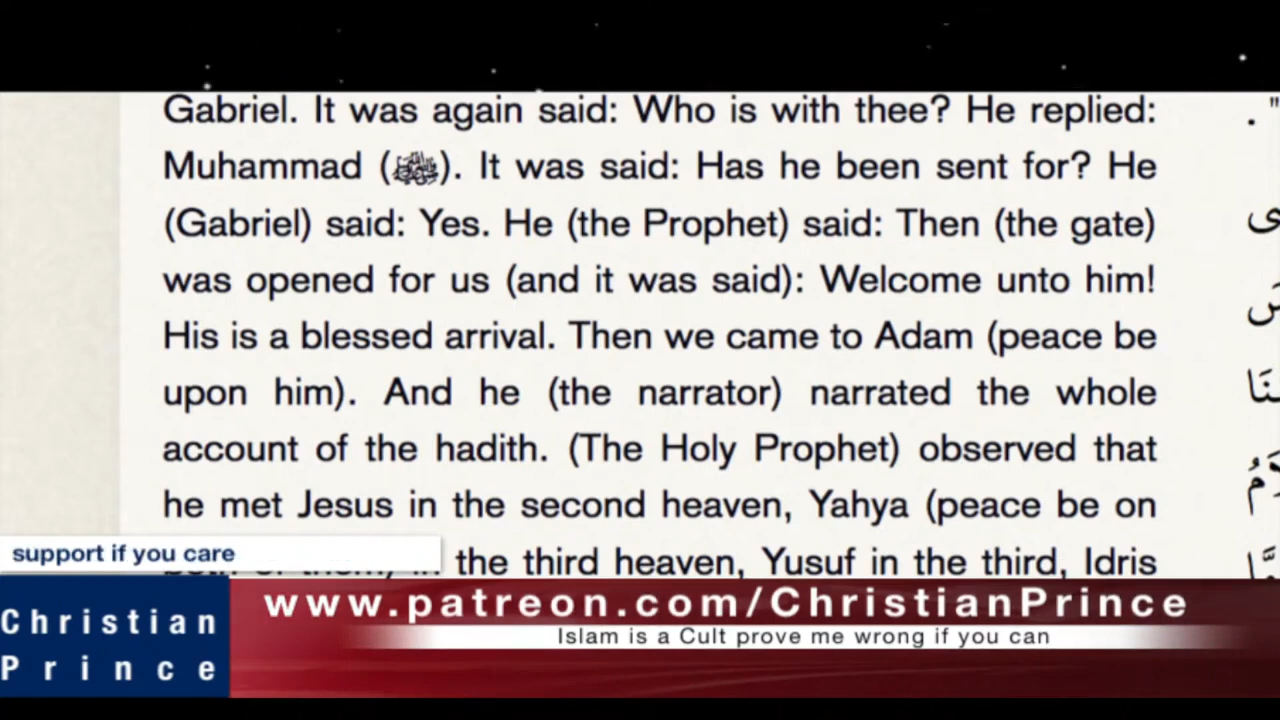 Gabriel. It was again said: Who is with thee? He replied:
Muhammad (ﷺ). It was said: Has he been sent for? He
(Gabriel) said: Yes. He (the Prophet) said: Then (the gate)
was opened for us (and it was said): Welcome unto him!
His is a blessed arrival. Then we came to Adam (peace be
upon him). And he (the narrator) narrated the whole
account of the hadith. (The Holy Prophet) observed that
he met Jesus in the second heaven, Yahya (peace be on
the third heaven, Yusuf in the third, Idris
support if you care
Christian
Prince
www.patreon.com/ChristianPrince
Islam is a Cult prove me wrong if you can